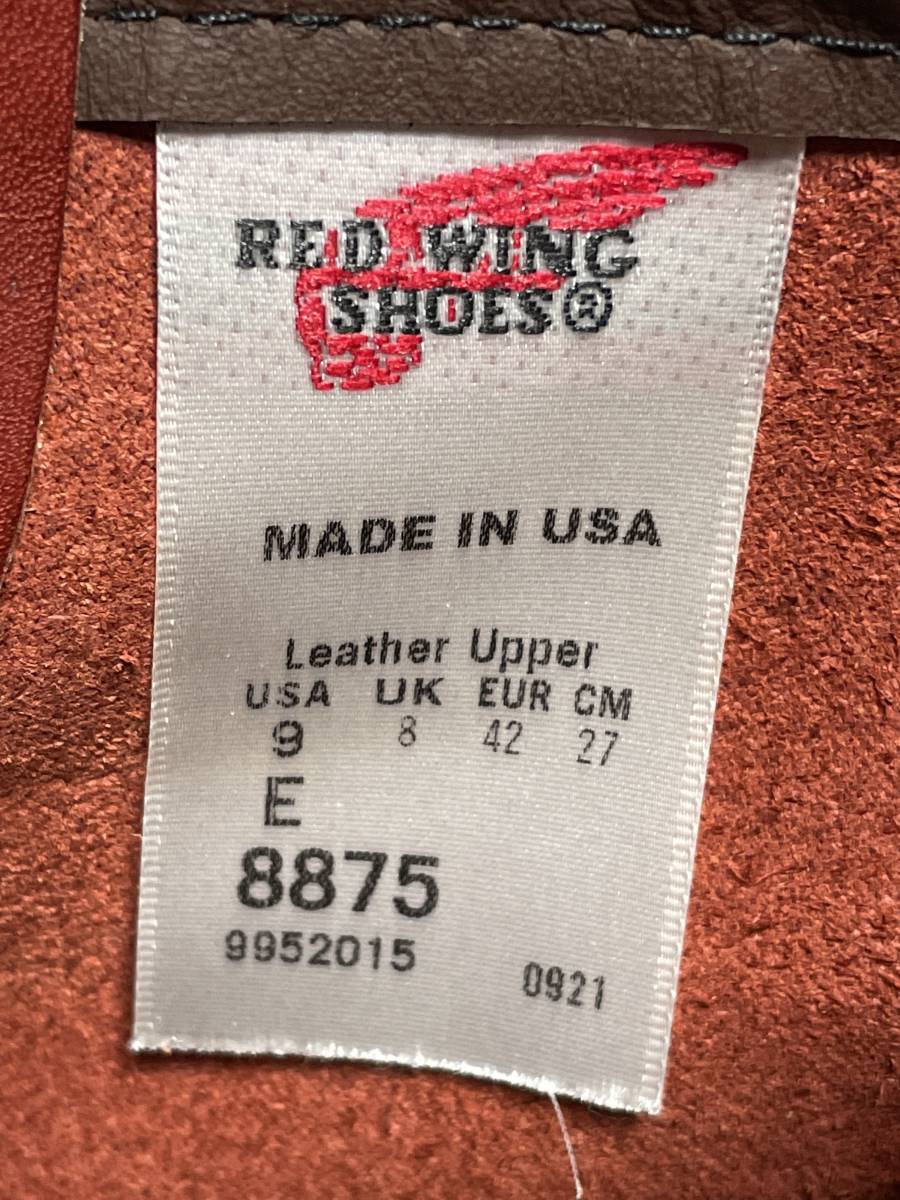 RED WING
SHOES®
MADE IN USA
Leather Upper
USA UK EUR CM
9 8 42 27
E
8875
9952015
0921